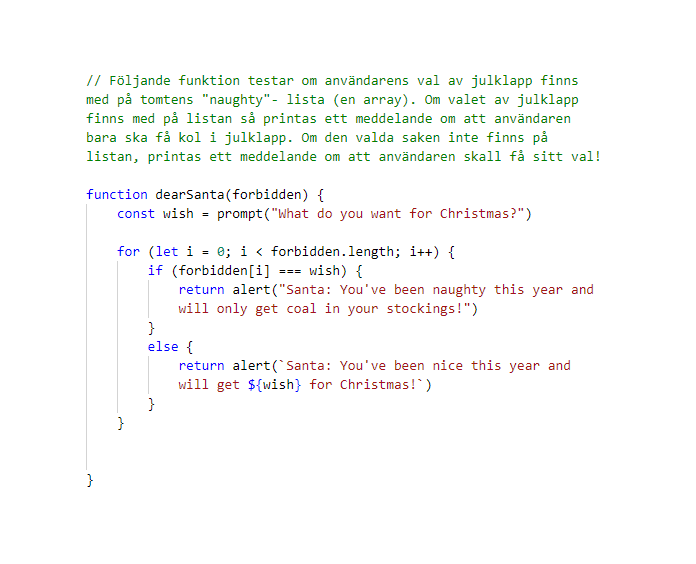 // Följande funktion testar om användarens val av julklapp finns
med på tomtens "naughty"- lista (en array). Om valet av julklapp
finns med på listan så printas ett meddelande om att användaren
bara ska få kol i julklapp. Om den valda saken inte finns på
listan, printas ett meddelande om att användaren skall få sitt val!
function dearSanta(forbidden) {
    const wish = prompt("What do you want for Christmas?")
    for (let i = 0; i < forbidden.length; i++) {
        if (forbidden[i] === wish) {
            return alert("Santa: You've been naughty this year and
            will only get coal in your stockings!")
        }
        else {
            return alert(`Santa: You've been nice this year and
            will get ${wish} for Christmas!`)
        }
    }
}